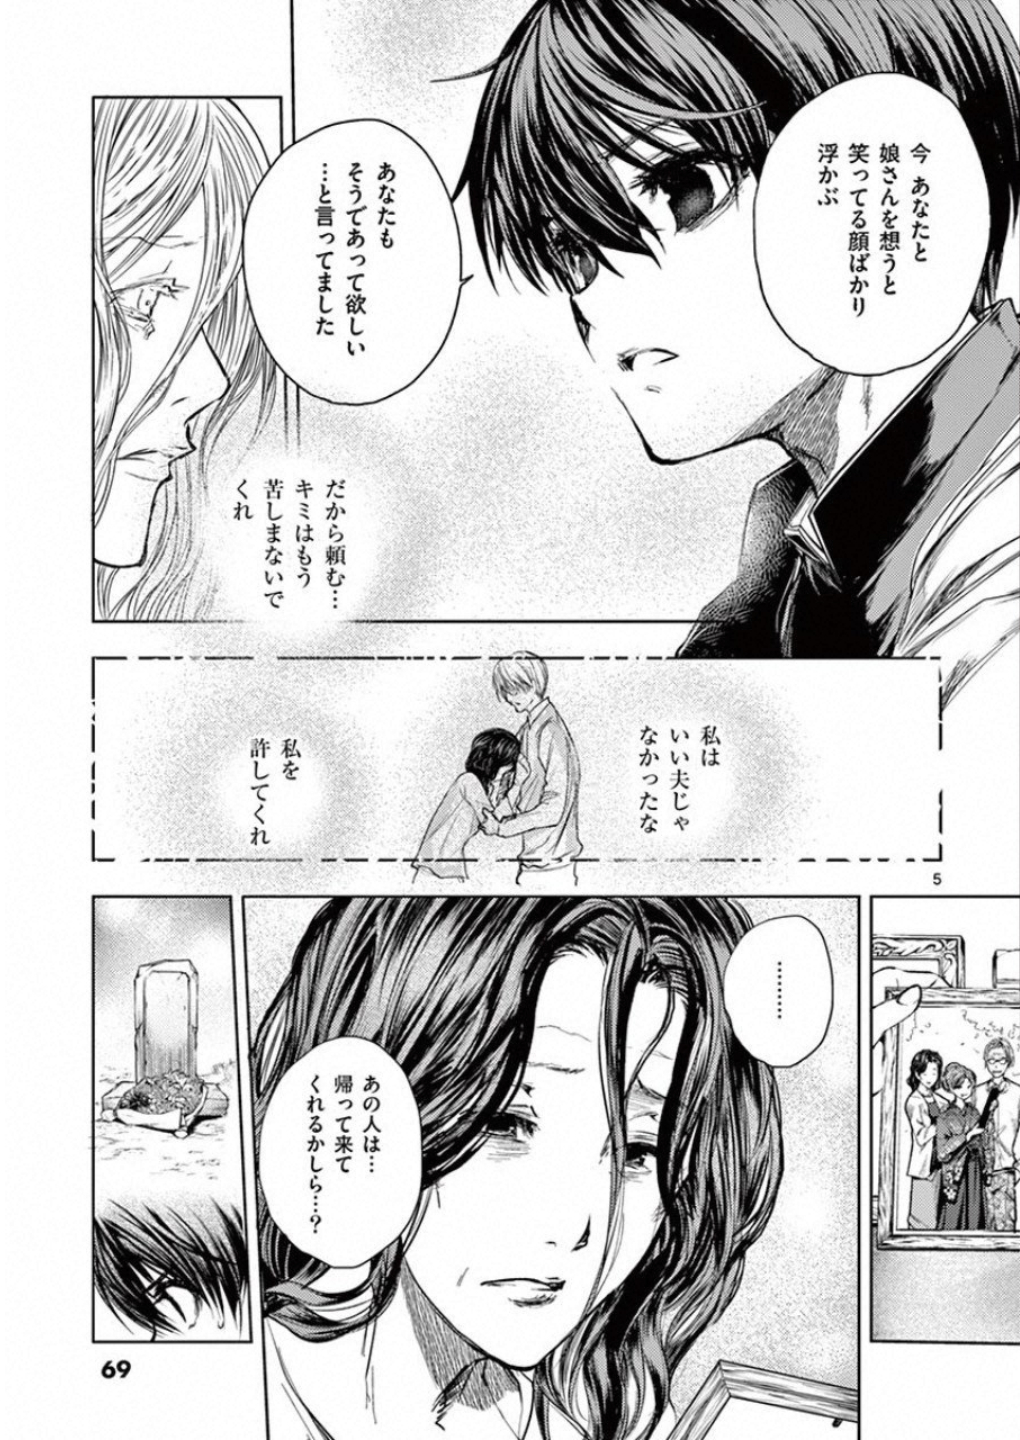 今 あなたと
娘さんを想うと
笑ってる顔ばかり
浮かぶ
あなたも
そうであって欲しい
…と言ってました
だから頼む…
キミはもう
苦しまないで
くれ
私は
いい夫じゃ
なかったな
私を
許してくれ
5
………
あの人は…
帰って来て
くれるかしら…？
69